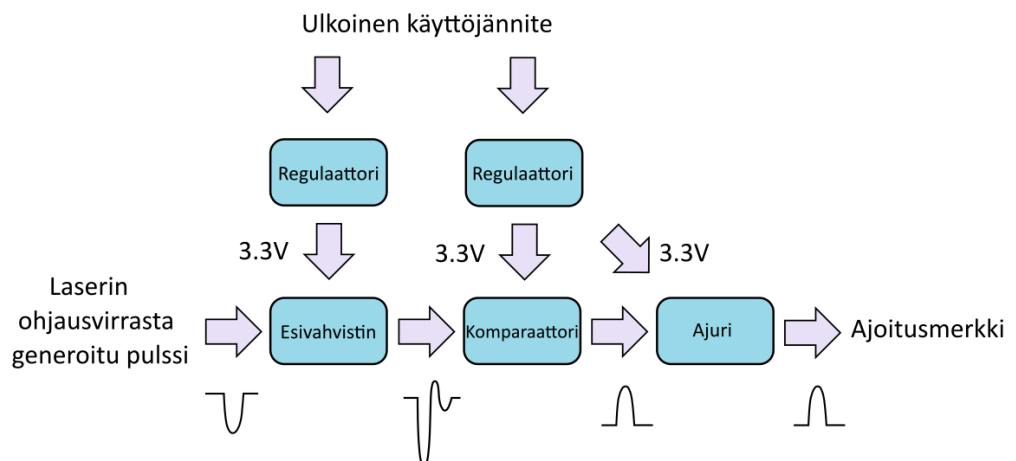 Ulkoinen käyttöjännite
Regulaattori
Regulaattori
3.3V
3.3V
3.3V
Laserin
ohjausvirrasta
generoitu pulssi
Esivahvistin
Komparaattori
Ajuri
Ajoitusmerkki